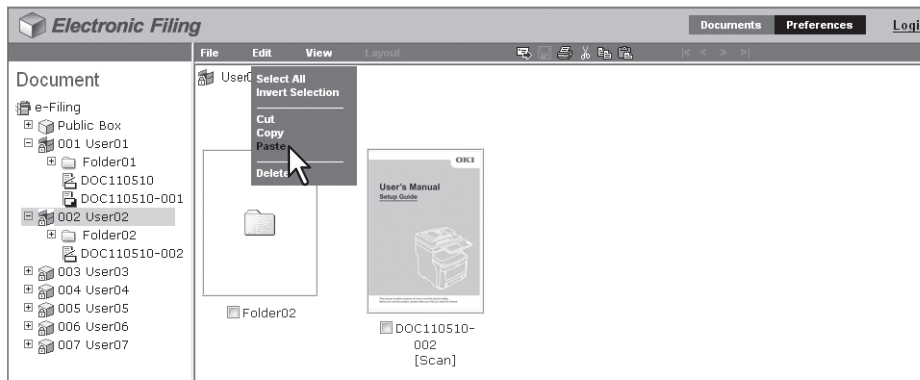 Electronic Filing
Documents
Preferences
File
Edit
View
Layout
|<
<
>
>|
Document
e-Filing
Public Box
001 User01
Folder01
DOC110510
DOC110510-001
002 User02
Folder02
DOC110510-002
003 User03
004 User04
005 User05
006 User06
007 User07
Select All
Invert Selection
Cut
Copy
Paste
Delete
Folder02
OKI
User's Manual
Setup Guide
DOC110510-
002
[Scan]